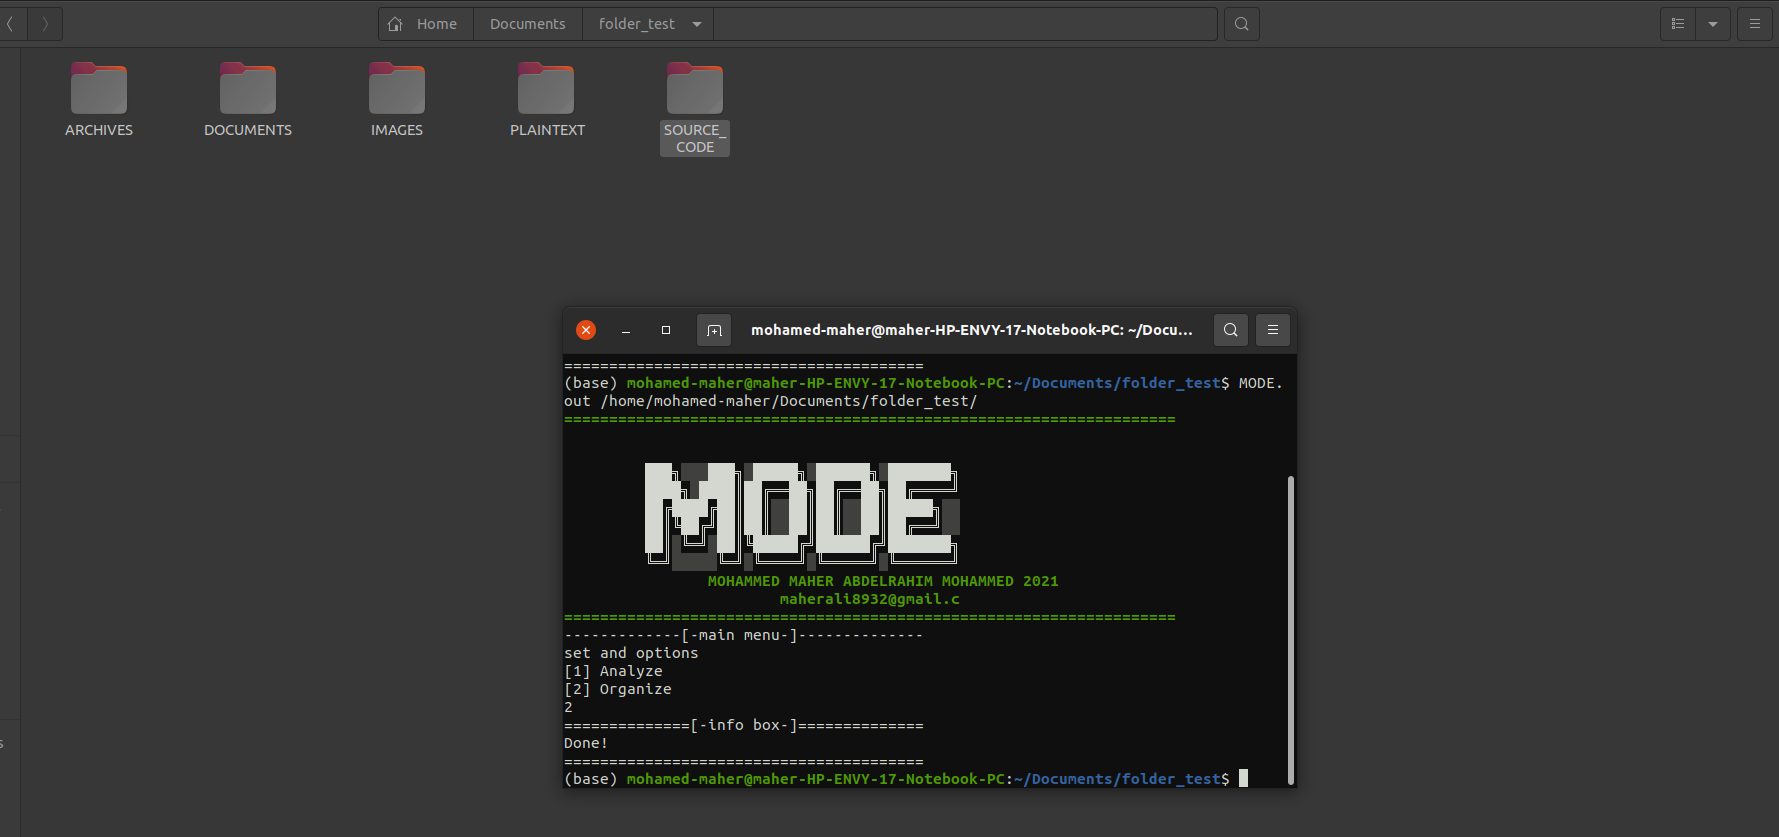 Home Documents folder_test
ARCHIVES DOCUMENTS IMAGES PLAINTEXT SOURCE_
CODE
mohamed-maher@maher-HP-ENVY-17-Notebook-PC: ~/Docu...
========================================
(base) mohamed-maher@maher-HP-ENVY-17-Notebook-PC:~/Documents/folder_test$ MODE.
out /home/mohamed-maher/Documents/folder_test/
====================================================================
MODE
MOHAMMED MAHER ABDELRAHIM MOHAMMED 2021
maherali8932@gmail.c
====================================================================
-------------[-main menu-]--------------
set and options
[1] Analyze
[2] Organize
2
==============[-info box-]==============
Done!
========================================
(base) mohamed-maher@maher-HP-ENVY-17-Notebook-PC:~/Documents/folder_test$